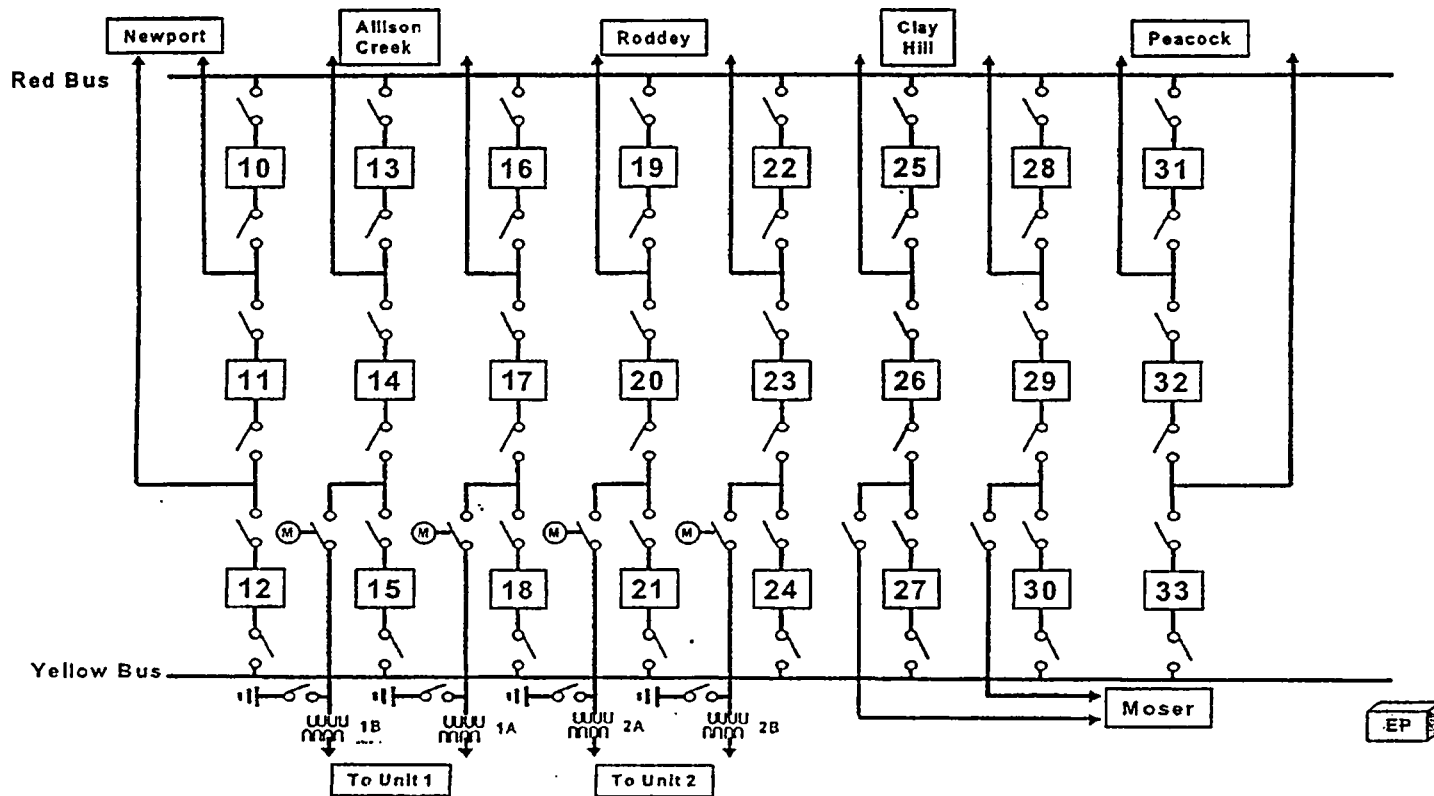 Newport
Allison
Creek
Roddey
Clay
Hill
Peacock
Red Bus
10 13 16 19 22 25 28 31
11 14 17 20 23 26 29 32
M M M M
12 15 18 21 24 27 30 33
Yellow Bus
1B 1A 2A 2B
Moser
EP
To Unit 1
To Unit 2